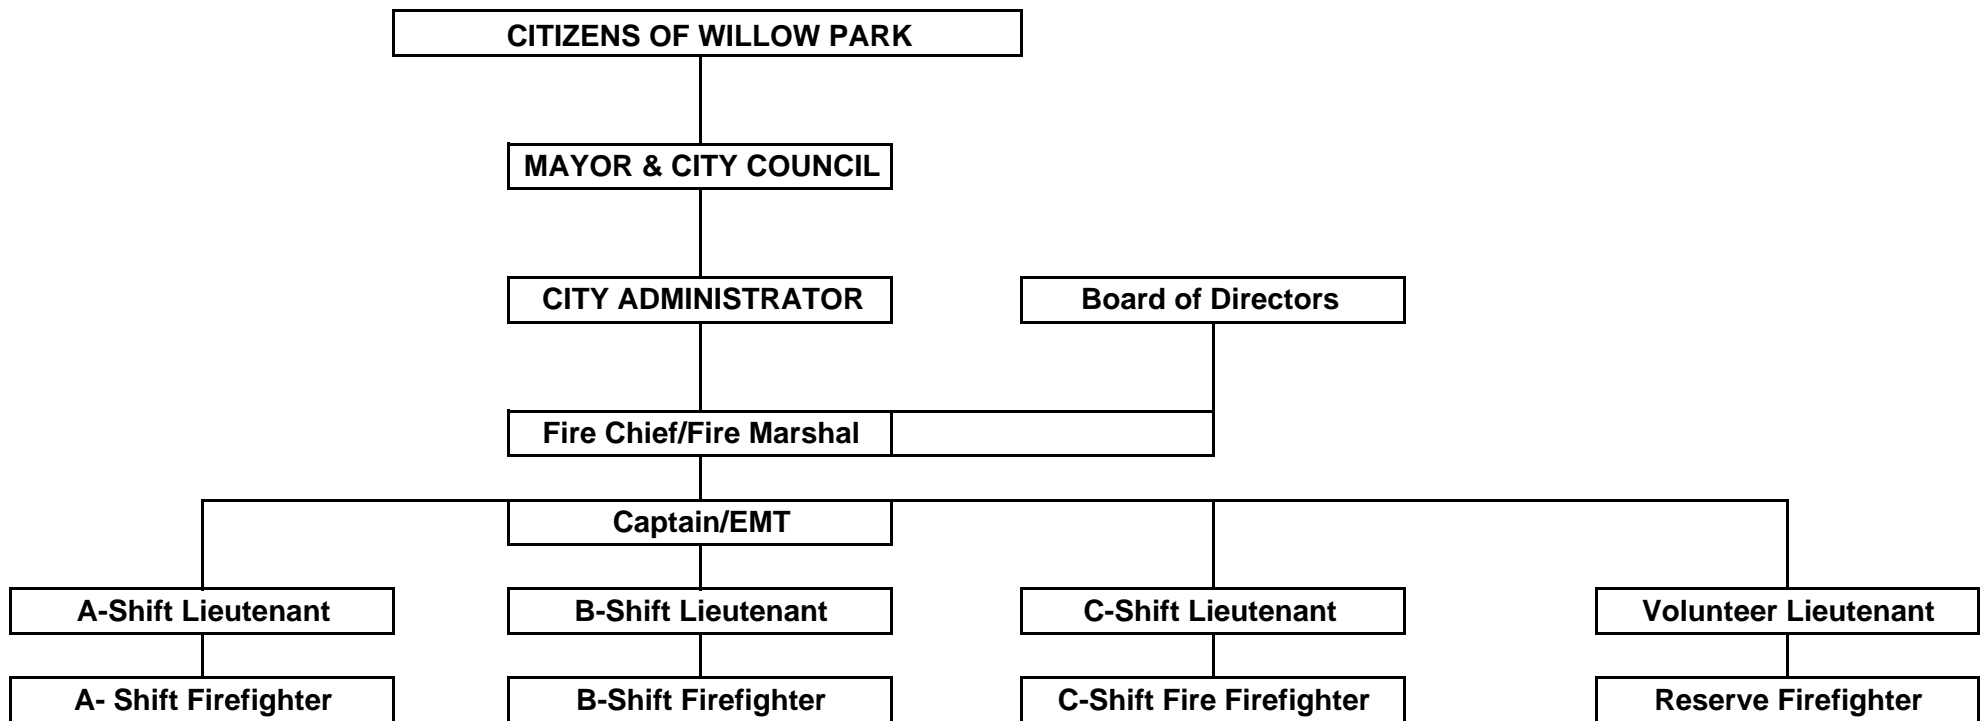 CITIZENS OF WILLOW PARK
MAYOR & CITY COUNCIL
CITY ADMINISTRATOR
Board of Directors
Fire Chief/Fire Marshal
Captain/EMT
A-Shift Lieutenant
B-Shift Lieutenant
C-Shift Lieutenant
Volunteer Lieutenant
A- Shift Firefighter
B-Shift Firefighter
C-Shift Fire Firefighter
Reserve Firefighter